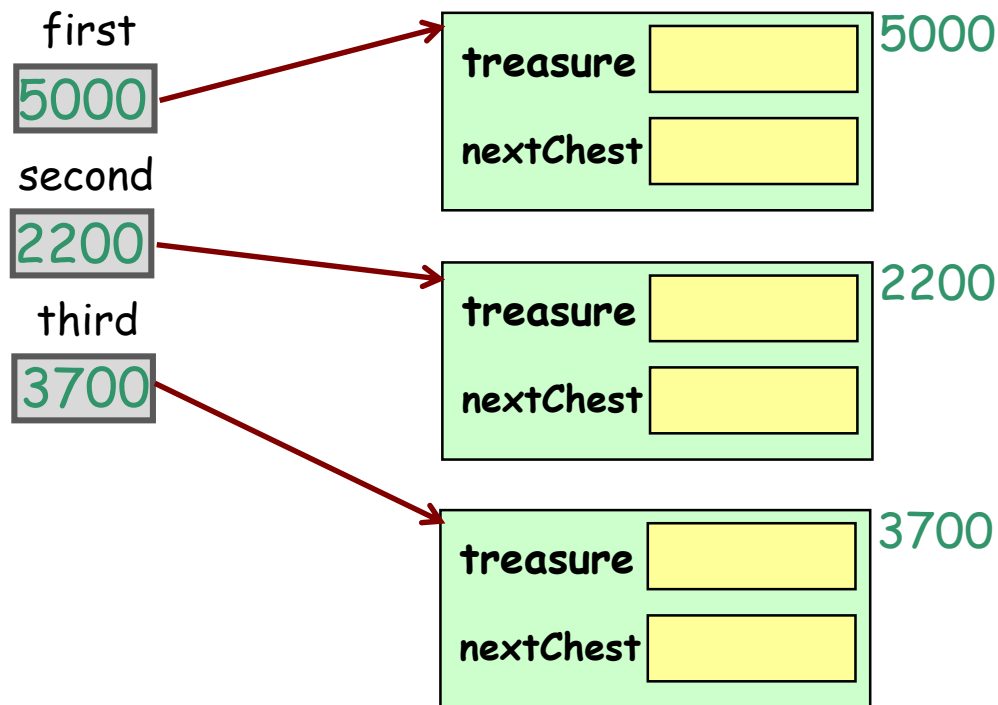 first
5000
second
2200
third
3700
treasure
nextChest
5000
treasure
nextChest
2200
treasure
nextChest
3700